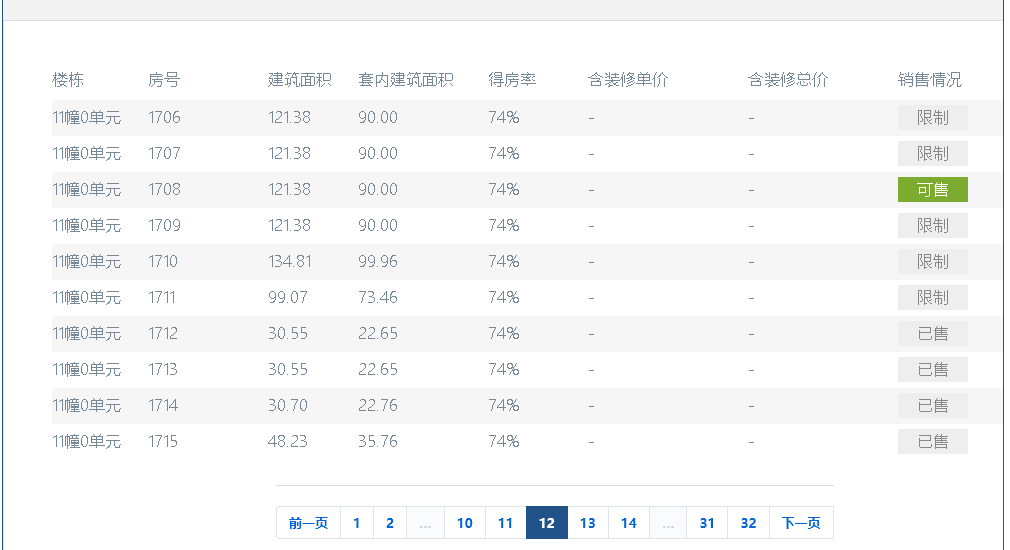 楼栋 房号 建筑面积 套内建筑面积 得房率 含装修单价 含装修总价 销售情况
11幢0单元 1706 121.38 90.00 74% - - 限制
11幢0单元 1707 121.38 90.00 74% - - 限制
11幢0单元 1708 121.38 90.00 74% - - 可售
11幢0单元 1709 121.38 90.00 74% - - 限制
11幢0单元 1710 134.81 99.96 74% - - 限制
11幢0单元 1711 99.07 73.46 74% - - 限制
11幢0单元 1712 30.55 22.65 74% - - 已售
11幢0单元 1713 30.55 22.65 74% - - 已售
11幢0单元 1714 30.70 22.76 74% - - 已售
11幢0单元 1715 48.23 35.76 74% - - 已售
前一页 1 2 ... 10 11 12 13 14 ... 31 32 下一页